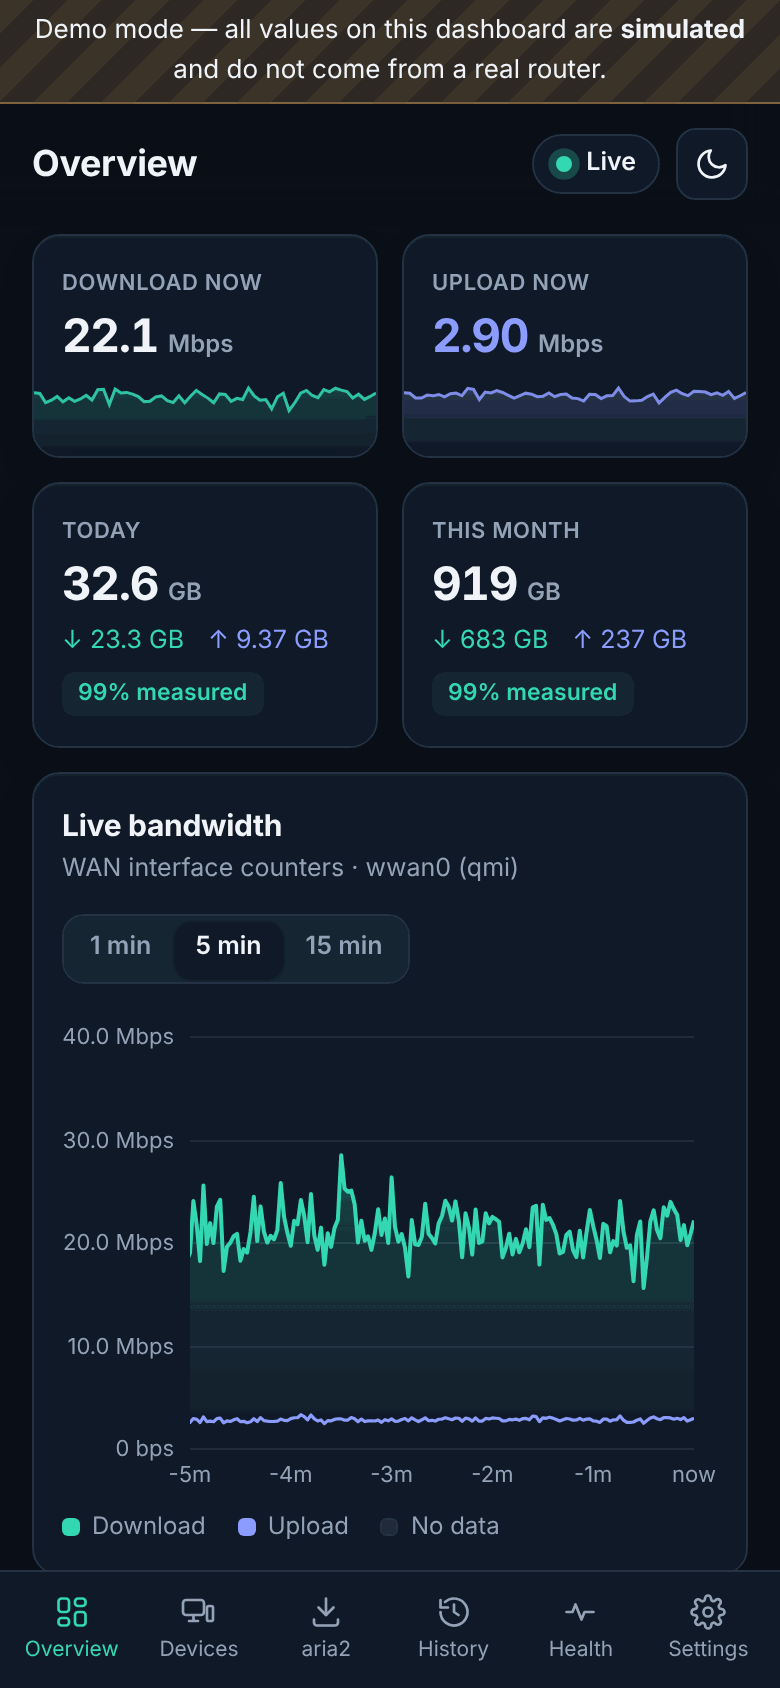 Demo mode — all values on this dashboard are simulated
and do not come from a real router.
Overview
Live
DOWNLOAD NOW
22.1 Mbps
UPLOAD NOW
2.90 Mbps
TODAY
32.6 GB
↓ 23.3 GB ↑ 9.37 GB
99% measured
THIS MONTH
919 GB
↓ 683 GB ↑ 237 GB
99% measured
Live bandwidth
WAN interface counters · wwan0 (qmi)
1 min 5 min 15 min
40.0 Mbps
30.0 Mbps
20.0 Mbps
10.0 Mbps
0 bps
-5m -4m -3m -2m -1m now
Download Upload No data
Overview Devices aria2 History Health Settings